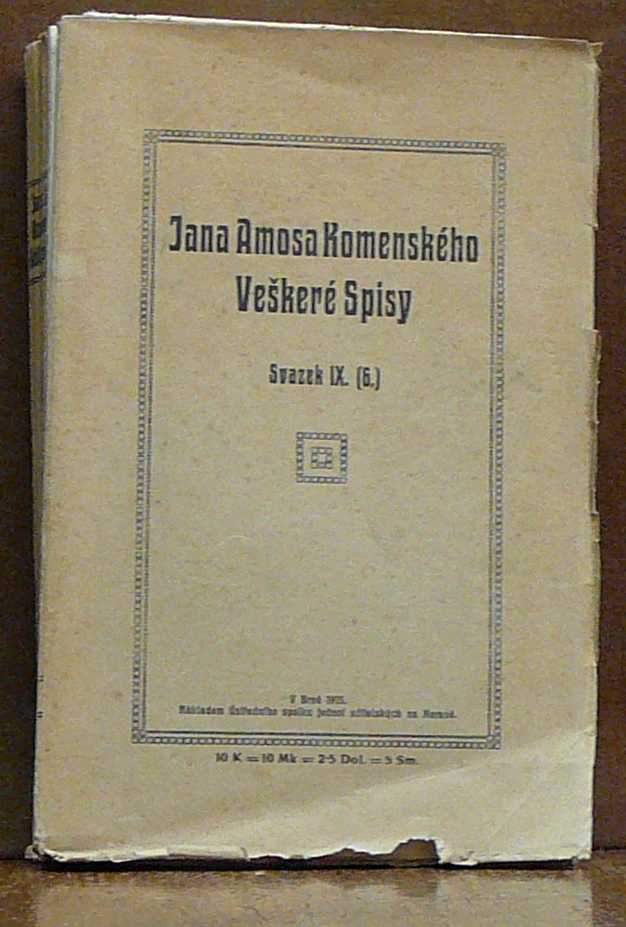 Jana Amosa Komenského
Veškeré Spisy
Svazek IX. (6.)
V Brně 1915.
Nákladem Ústředního spolku jednot učitelských na Moravě.
10 K = 10 Mk = 2·5 Dol. = 5 Sm.